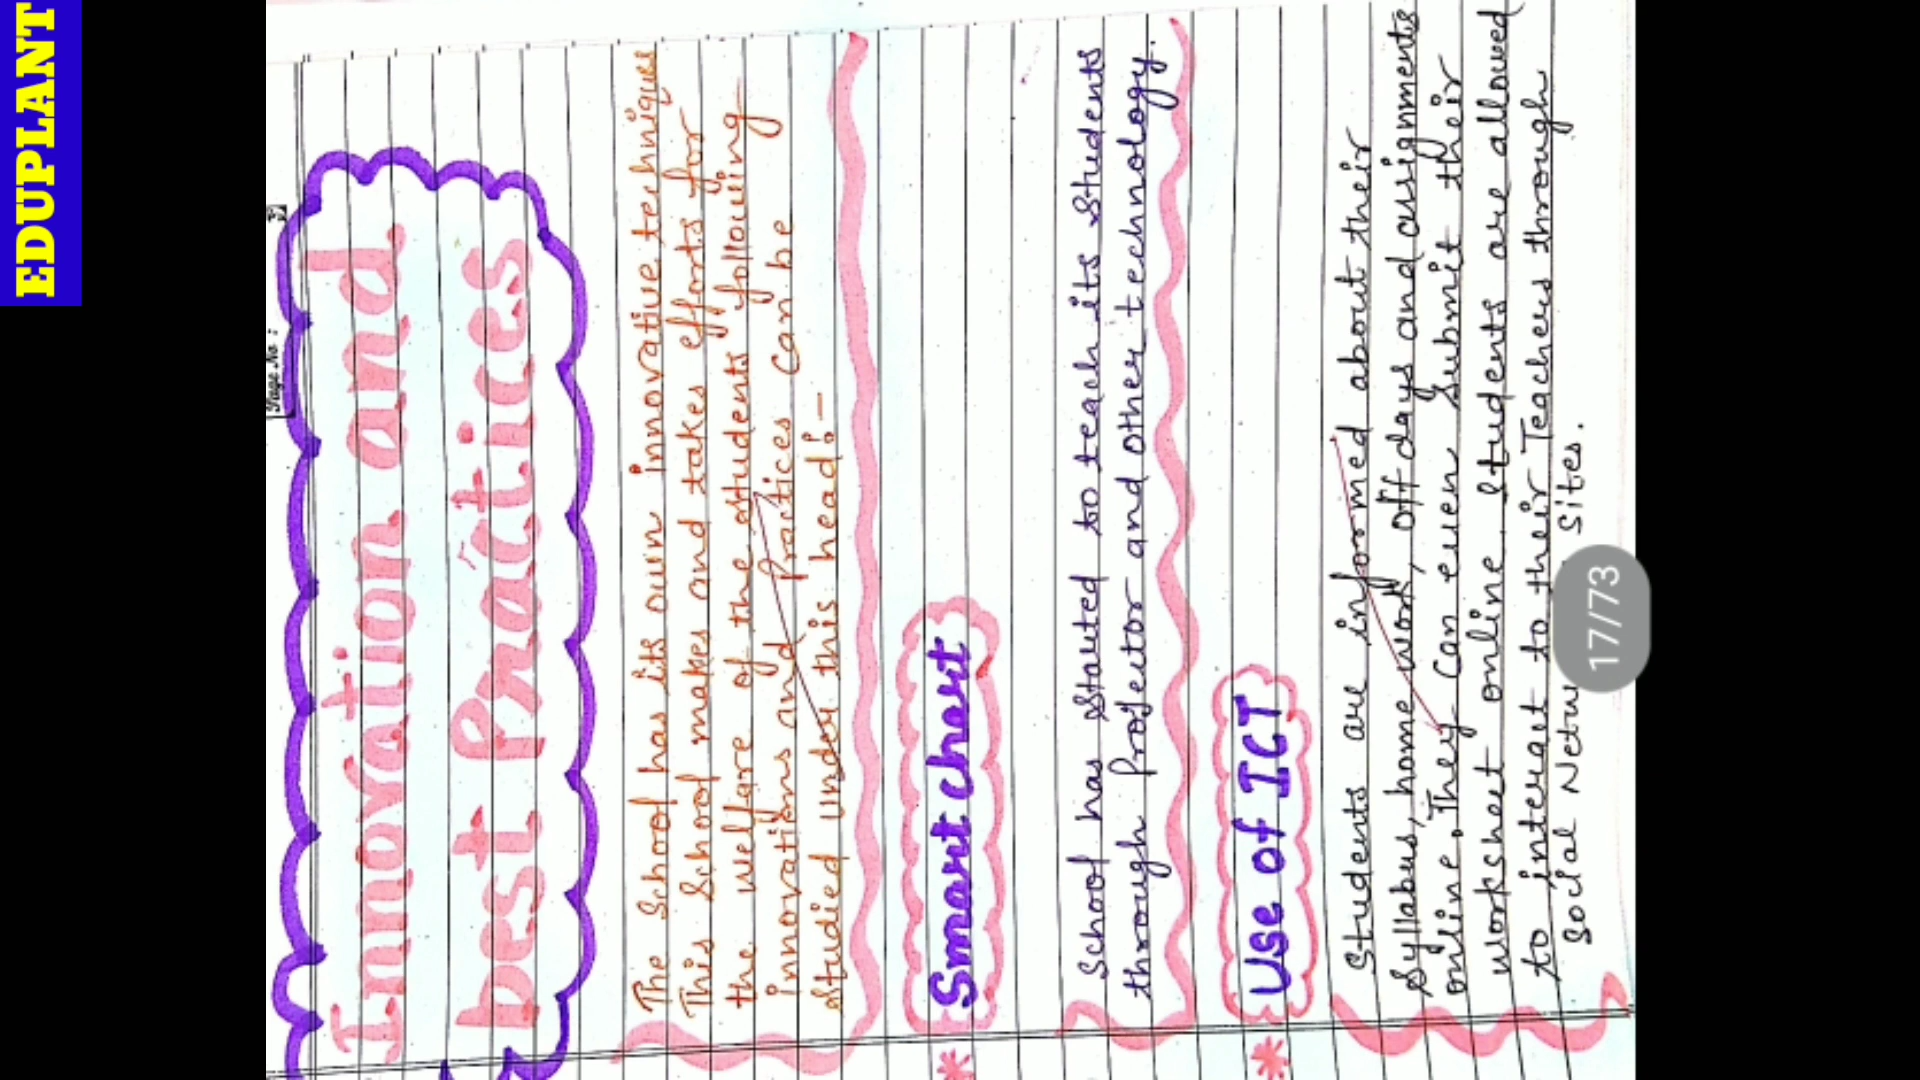 EDUPLANT
Page No. :
Innovation and
best Practices
The School has its own innovative techniques
This School makes and takes efforts for
the welfare of the students following
innovations and Practices can be
studied under this head:-
* Smart chart
School has started to teach its students
through Projector and other technology.
* Use of ICT
Students are informed about their
Syllabus, home work, off days and assignments
online. They can even Submit their
worksheet online. Students are allowed
to interact to their Teachers through
Social Sites.
17/73